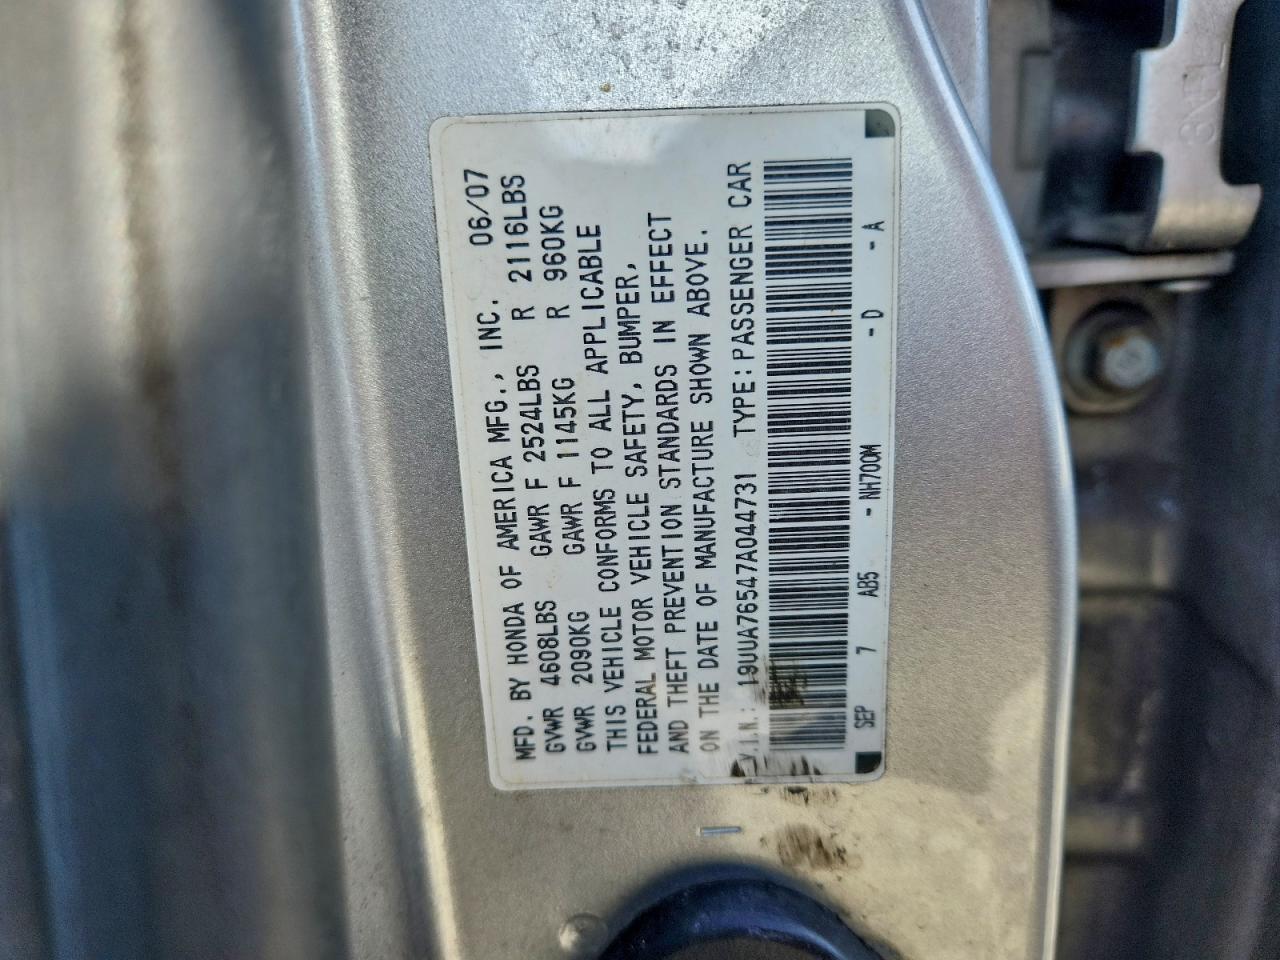 MFD. BY HONDA OF AMERICA MFG., INC. 06/07
GVWR 4608LBS GAWR F 2524LBS R 2116LBS
GVWR 2090KG GAWR F 1145KG R 960KG
THIS VEHICLE CONFORMS TO ALL APPLICABLE
FEDERAL MOTOR VEHICLE SAFETY, BUMPER,
AND THEFT PREVENTION STANDARDS IN EFFECT
ON THE DATE OF MANUFACTURE SHOWN ABOVE.
V.I.N.: 19UUA76547A044731 TYPE: PASSENGER CAR
SEP 7 AB5 - NH700M - D - A